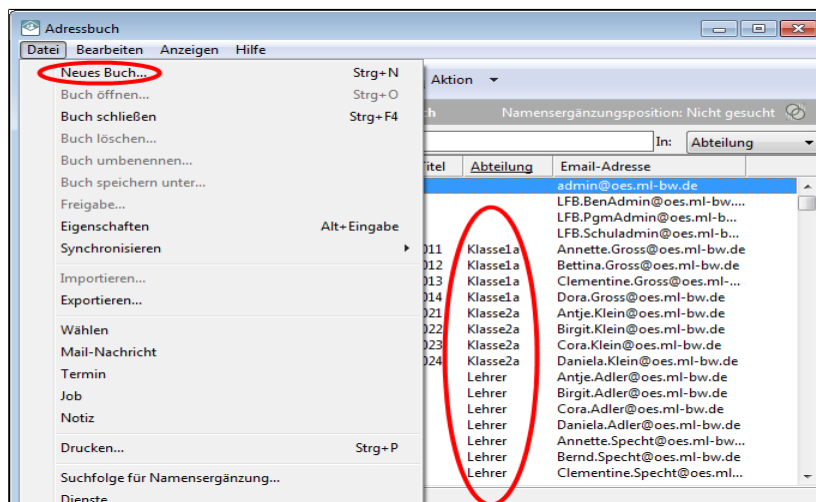 Adressbuch
Datei Bearbeiten Anzeigen Hilfe
Neues Buch... Strg+N
Aktion
Buch öffnen... Strg+O
Buch schließen Strg+F4
Namensergänzungsposition: Nicht gesucht
Buch löschen...
In: Abteilung
Buch umbenennen...
Abteilung Email-Adresse
Buch speichern unter...
admin@oes.ml-bw.de
Freigabe...
LFB.BenAdmin@oes.ml-bw....
LFB.PgmAdmin@oes.ml-b...
Eigenschaften Alt+Eingabe
LFB.Schuladmin@oes.ml-b...
Synchronisieren
011 Klasse1a Annette.Gross@oes.ml-bw.de
012 Klasse1a Bettina.Gross@oes.ml-bw.de
Importieren...
013 Klasse1a Clementine.Gross@oes.ml-...
Exportieren...
014 Klasse1a Dora.Gross@oes.ml-bw.de
021 Klasse2a Antje.Klein@oes.ml-bw.de
Wählen
022 Klasse2a Birgit.Klein@oes.ml-bw.de
Mail-Nachricht
023 Klasse2a Cora.Klein@oes.ml-bw.de
024 Klasse2a Daniela.Klein@oes.ml-bw.de
Termin
Lehrer Antje.Adler@oes.ml-bw.de
Job
Lehrer Birgit.Adler@oes.ml-bw.de
Notiz
Lehrer Cora.Adler@oes.ml-bw.de
Lehrer Daniela.Adler@oes.ml-bw.de
Drucken... Strg+P
Lehrer Annette.Specht@oes.ml-bw...
Lehrer Bernd.Specht@oes.ml-bw.de
Suchfolge für Namensergänzung...
Lehrer Clementine.Specht@oes.ml...
Dienste